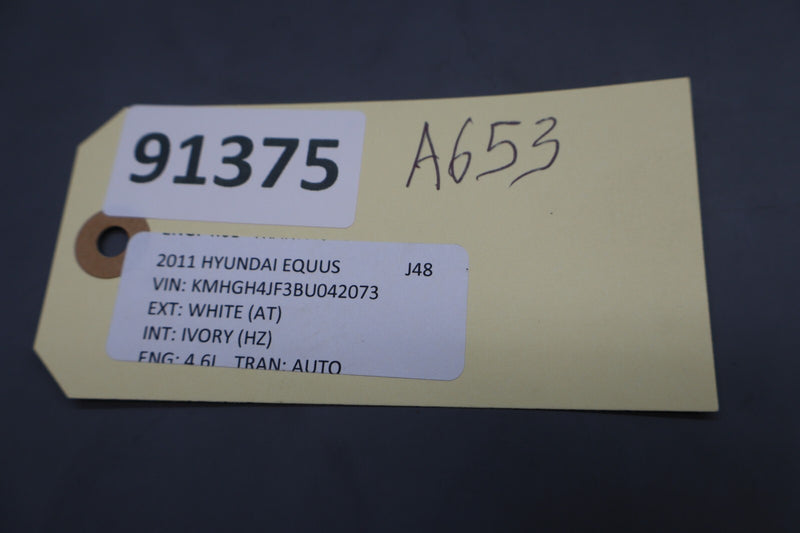 91375
A653
2011 HYUNDAI EQUUS J48
VIN: KMHGH4JF3BU042073
EXT: WHITE (AT)
INT: IVORY (HZ)
ENG: 4.6L TRAN: AUTO